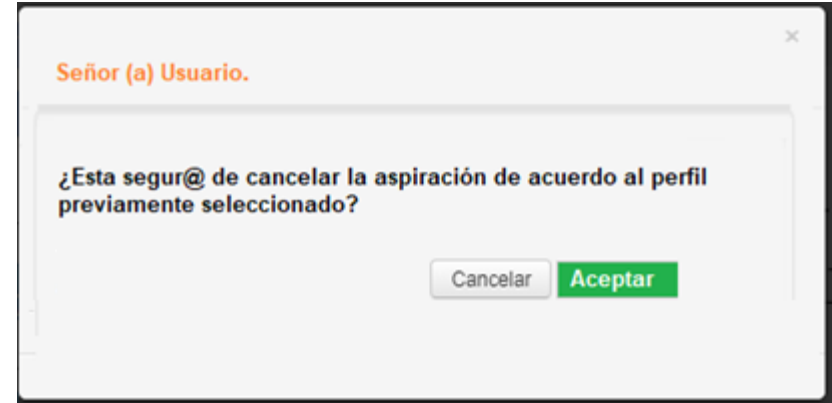 ×
Señor (a) Usuario.
¿Esta segur@ de cancelar la aspiración de acuerdo al perfil
previamente seleccionado?
Cancelar Aceptar